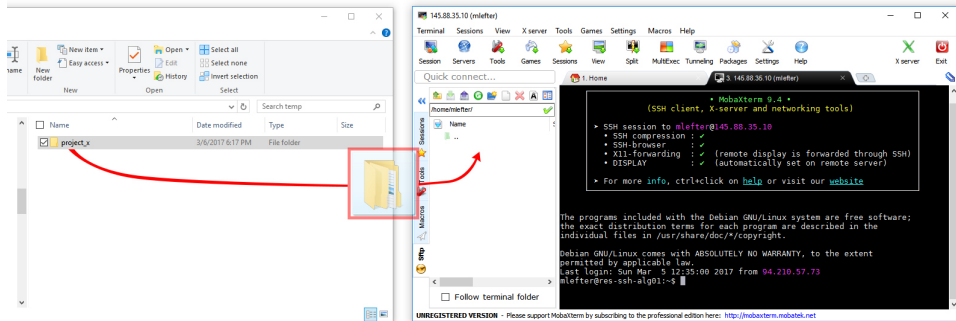 name
New folder
New item
Easy access
New
Properties
Open
Edit
History
Open
Select all
Select none
Invert selection
Select
Search temp
Name Date modified Type Size
project_x 3/6/2017 6:17 PM File folder
145.88.35.10 (mlefter)
Terminal Sessions View X server Tools Games Settings Macros Help
Session Servers Tools Games Sessions View Split MultiExec Tunneling Packages Settings Help X server Exit
Quick connect...
1. Home
3. 145.88.35.10 (mlefter)
/home/mlefter/
Name
..
Sessions
Tools
Macros
Sftp
Follow terminal folder
• MobaXterm 9.4 •
(SSH client, X-server and networking tools)
➤ SSH session to mlefter@145.88.35.10
• SSH compression : ✔
• SSH-browser : ✔
• X11-forwarding : ✔ (remote display is forwarded through SSH)
• DISPLAY : ✔ (automatically set on remote server)
➤ For more info, ctrl+click on help or visit our website
The programs included with the Debian GNU/Linux system are free software;
the exact distribution terms for each program are described in the
individual files in /usr/share/doc/*/copyright.
Debian GNU/Linux comes with ABSOLUTELY NO WARRANTY, to the extent
permitted by applicable law.
Last login: Sun Mar 5 12:35:00 2017 from 94.210.57.73
mlefter@res-ssh-alg01:~$
UNREGISTERED VERSION - Please support MobaXterm by subscribing to the professional edition here: http://mobaxterm.mobatek.net